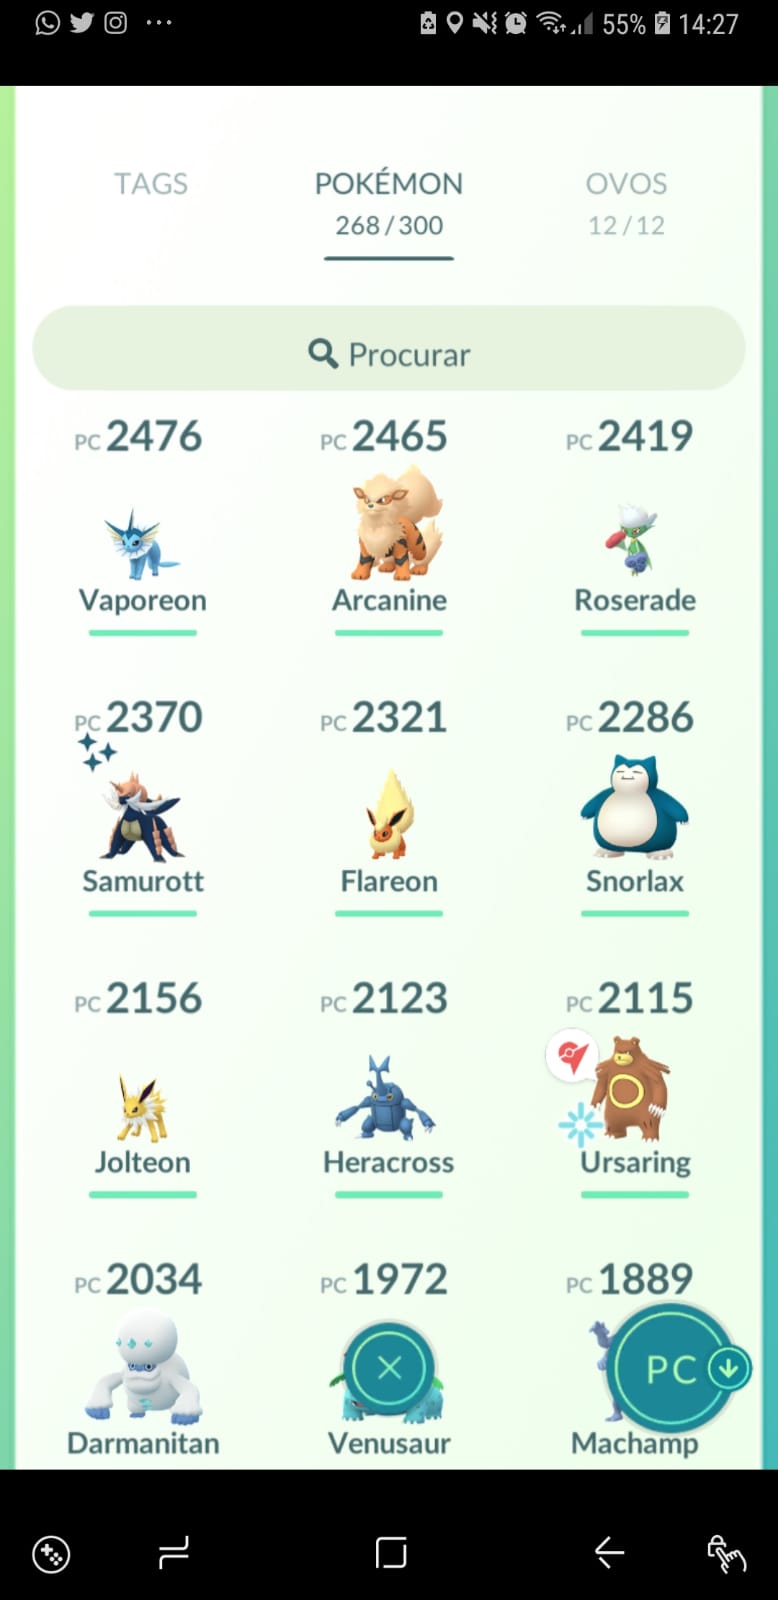 55% 14:27
TAGS POKÉMON OVOS
268/300 12/12
Procurar
PC 2476 PC 2465 PC 2419
Vaporeon Arcanine Roserade
PC 2370 PC 2321 PC 2286
Samurott Flareon Snorlax
PC 2156 PC 2123 PC 2115
Jolteon Heracross Ursaring
PC 2034 PC 1972 PC 1889
PC
Darmanitan Venusaur Machamp